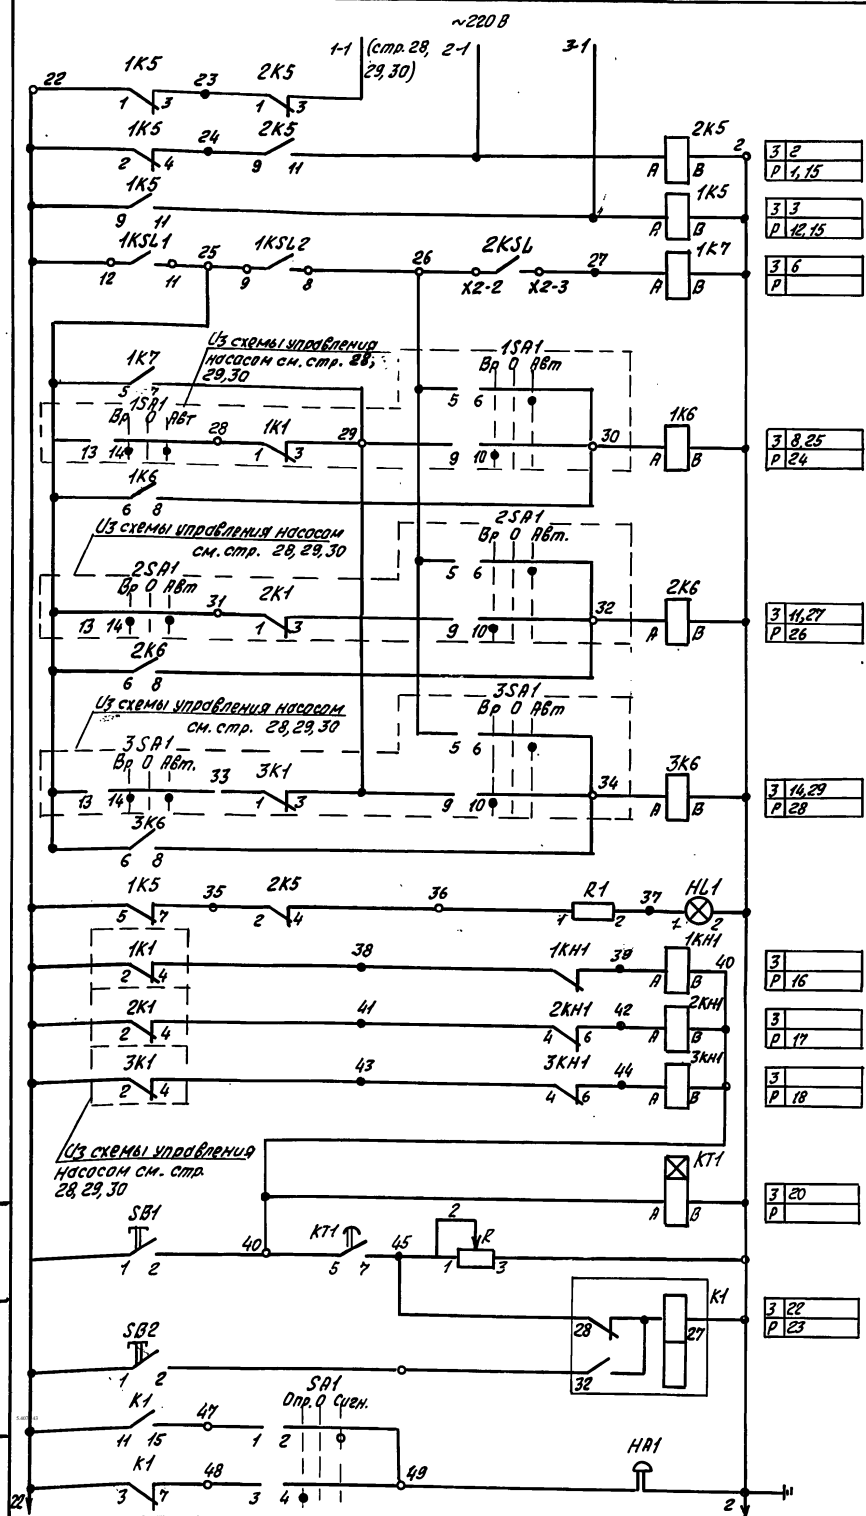 ~220 В
1-1 (стр. 28, 2-1 3-1
29,30)
22 1К5 23 2К5
1 3 1 3
1К5 24 2К5 2К5 2
2 4 9 11 А В
З 2
Р 1,15
1К5 1К5
9 11 А В
З 3
Р 12,15
1KSL1 25 1KSL2 26 2KSL 27 1К7
12 11 9 8 X2-2 X2-3 А В
З 6
Р
Из схемы управления
насосом см. стр. 28,
29,30
1К7
5 7
1SA1
Вр 0 Авт
5 6
1SA1
Вр 0 Авт
28 1К1 29 30 1К6
13 14 1 3 9 10 А В
З 8,25
Р 24
1К6
6 8
Из схемы управления насосом
см. стр. 28,29,30
2SA1
Вр 0 Авт.
5 6
2SA1
Вр 0 Авт
31 2К1 32 2К6
13 14 1 3 9 10 А В
З 11,27
Р 26
2К6
6 8
Из схемы управления насосом
см. стр. 28,29,30
3SA1
Вр 0 Авт
5 6
3SA1
Вр 0 Авт.
33 3К1 34 3К6
13 14 1 3 9 10 А В
З 14,29
Р 28
3К6
6 8
1К5 35 2К5 36 R1 37 HL1
5 7 2 4 1 2 1 2
1К1 38 1КН1 39 1КН1 40
2 4 А В
З
Р 16
2К1 41 2КН1 42 2КН1
2 4 4 6 А В
З
Р 17
3К1 43 3КН1 44 3КН1
2 4 4 6 А В
З
Р 18
Из схемы управления
насосом см. стр.
28,29,30
КТ1
А В
З 20
Р
SB1 40 КТ1 45 2 R
1 2 5 7 1 3
К1
28 27
З 22
Р 23
SB2
1 2 32
К1 47 SA1
Опр. 0 Сигн.
11 15 1 2
К1 48 49 НА1
3 7 3 4
22 2